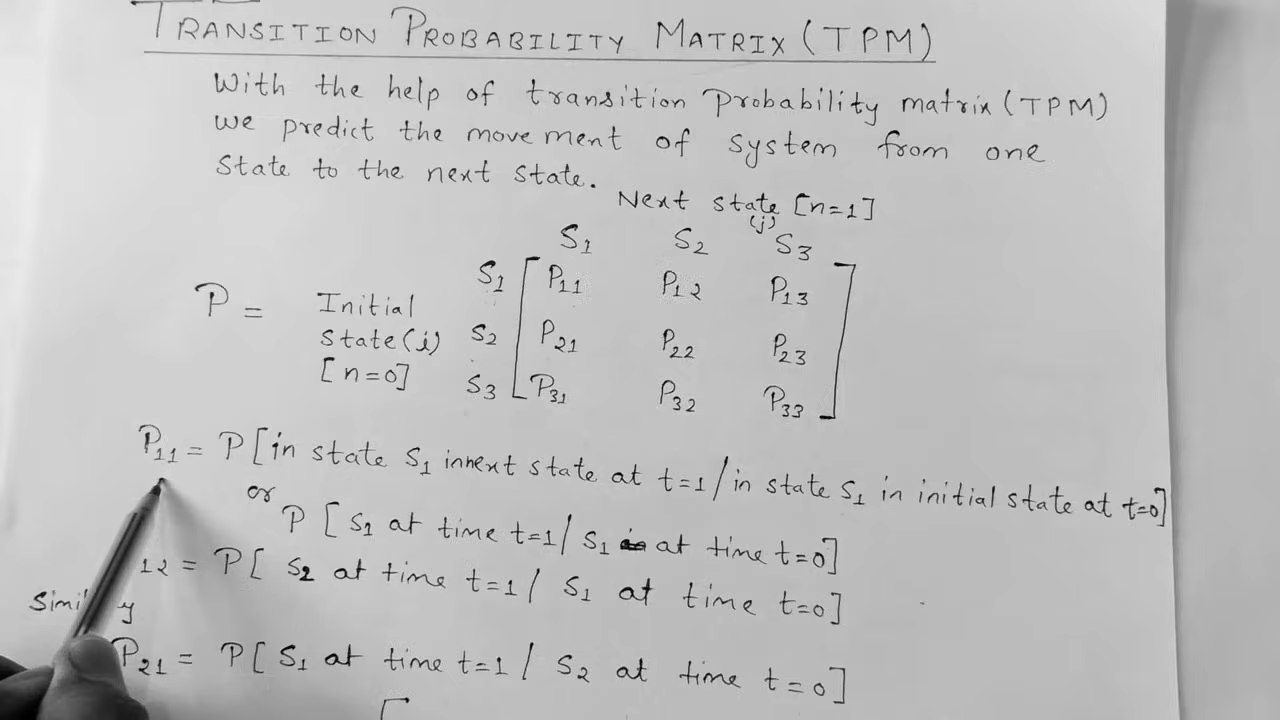 TRANSITION PROBABILITY MATRIX (TPM)
With the help of transition probability matrix (TPM)
we predict the movement of system from one
state to the next state.
Next state [n=1]
(j)
S1 S2 S3
S1 P11 P12 P13
P = Initial
state(i) S2 P21 P22 P23
[n=0]
S3 P31 P32 P33
P11 = P[in state S1 in next state at t=1/in state S1 in initial state at t=0]
or
P [S1 at time t=1/ S1 at time t=0]
12 = P[ S2 at time t=1/ S1 at time t=0]
P21 = P[S1 at time t=1/ S2 at time t=0]